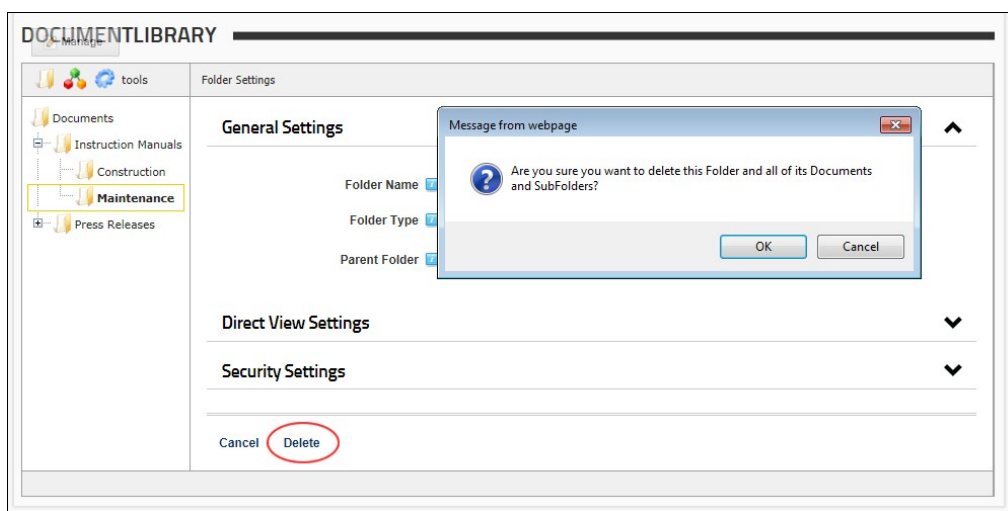 DOCUMENTLIBRARY
Manage
tools
Folder Settings
Documents
Instruction Manuals
Construction
Maintenance
Press Releases
General Settings
Folder Name
Folder Type
Parent Folder
Message from webpage
Are you sure you want to delete this Folder and all of its Documents
and SubFolders?
OK
Cancel
Direct View Settings
Security Settings
Cancel
Delete